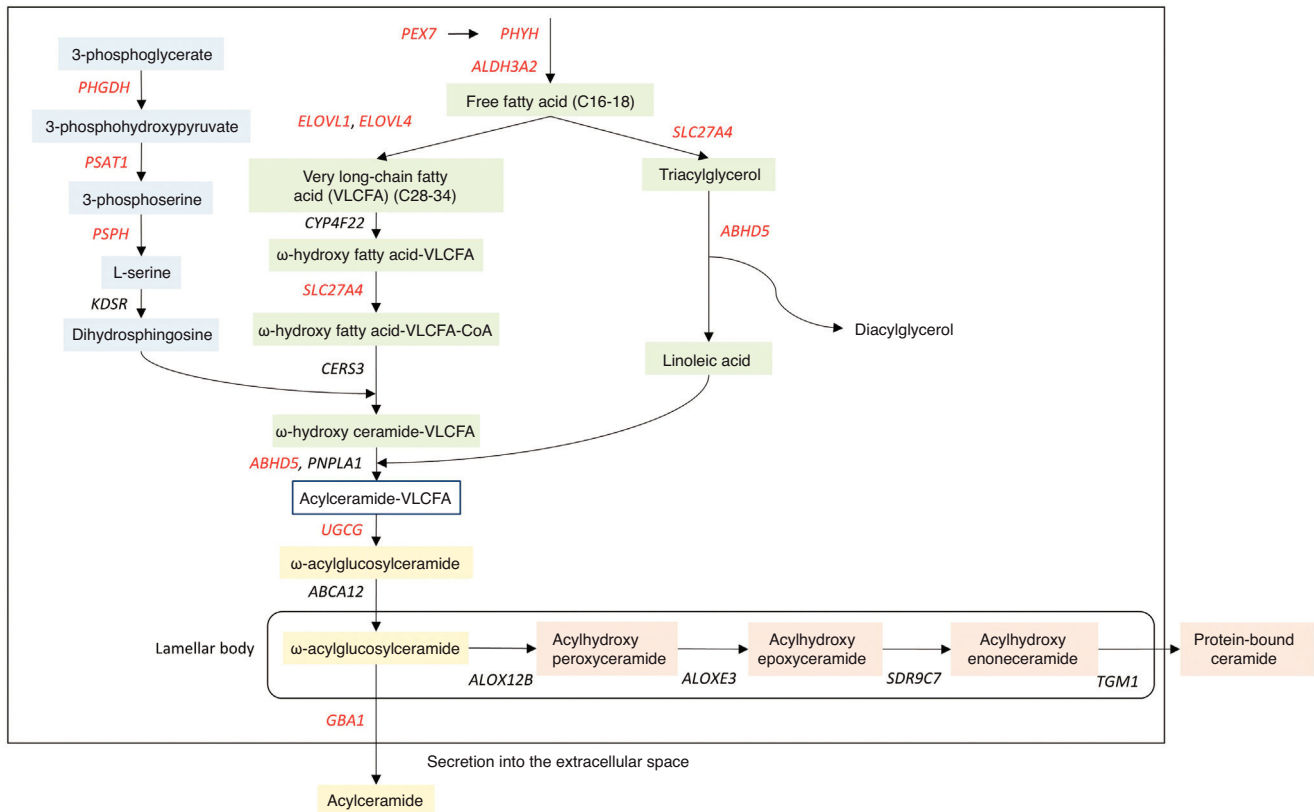 PEX7
PHYH
3-phosphoglycerate
ALDH3A2
PHGDH
Free fatty acid (C16-18)
3-phosphohydroxypyruvate
ELOVL1, ELOVL4
SLC27A4
PSAT1
Very long-chain fatty
acid (VLCFA) (C28-34)
Triacylglycerol
3-phosphoserine
CYP4F22
PSPH
ABHD5
ω-hydroxy fatty acid-VLCFA
L-serine
SLC27A4
KDSR
Dihydrosphingosine
ω-hydroxy fatty acid-VLCFA-CoA
Diacylglycerol
CERS3
Linoleic acid
ω-hydroxy ceramide-VLCFA
ABHD5, PNPLA1
Acylceramide-VLCFA
UGCG
ω-acylglucosylceramide
ABCA12
Lamellar body
ω-acylglucosylceramide
Acylhydroxy
peroxyceramide
Acylhydroxy
epoxyceramide
Acylhydroxy
enoneceramide
Protein-bound
ceramide
ALOX12B
ALOXE3
SDR9C7
TGM1
GBA1
Secretion into the extracellular space
Acylceramide